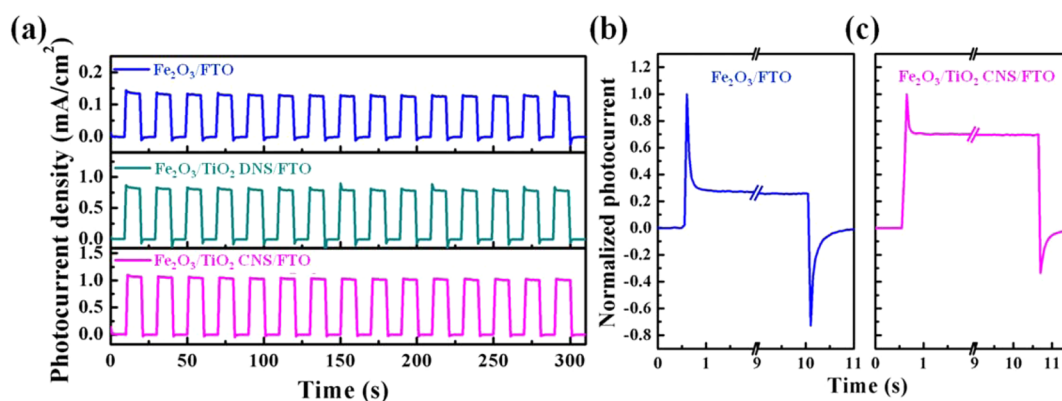 (a)
Photocurrent density (mA/cm²)
Fe₂O₃/FTO
0.2
0.1
0.0
Fe₂O₃/TiO₂ DNS/FTO
1.0
0.5
0.0
Fe₂O₃/TiO₂ CNS/FTO
1.5
1.0
0.5
0.0
0 50 100 150 200 250 300
Time (s)
(b)
Normalized photocurrent
Fe₂O₃/FTO
1.2
1.0
0.8
0.6
0.4
0.2
0.0
-0.2
-0.4
-0.6
-0.8
0 1 9 10 11
(c)
Fe₂O₃/TiO₂ CNS/FTO
0 1 9 10 11
Time (s)